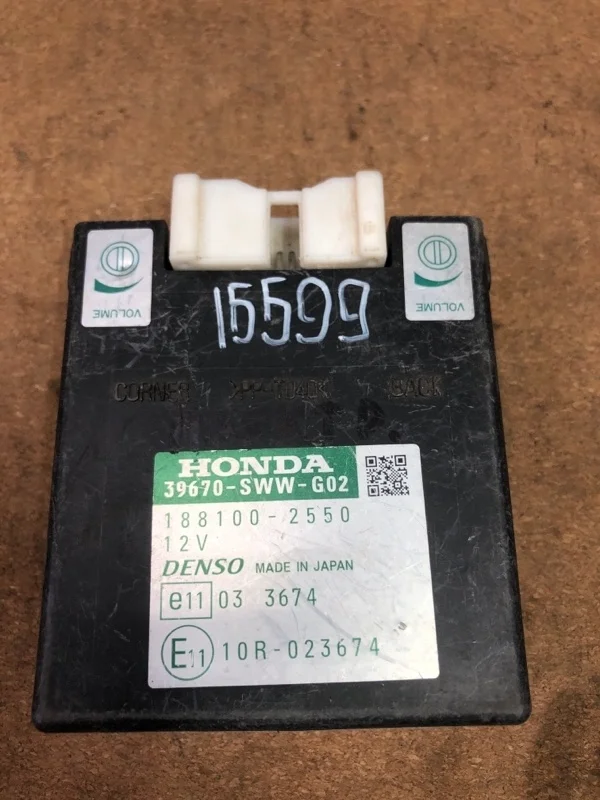 VOLUME
VOLUME
15599
CORNER BACK
HONDA
39670-SWW-G02
188100-2550
12V
DENSO MADE IN JAPAN
e11 03 3674
E11 10R-023674